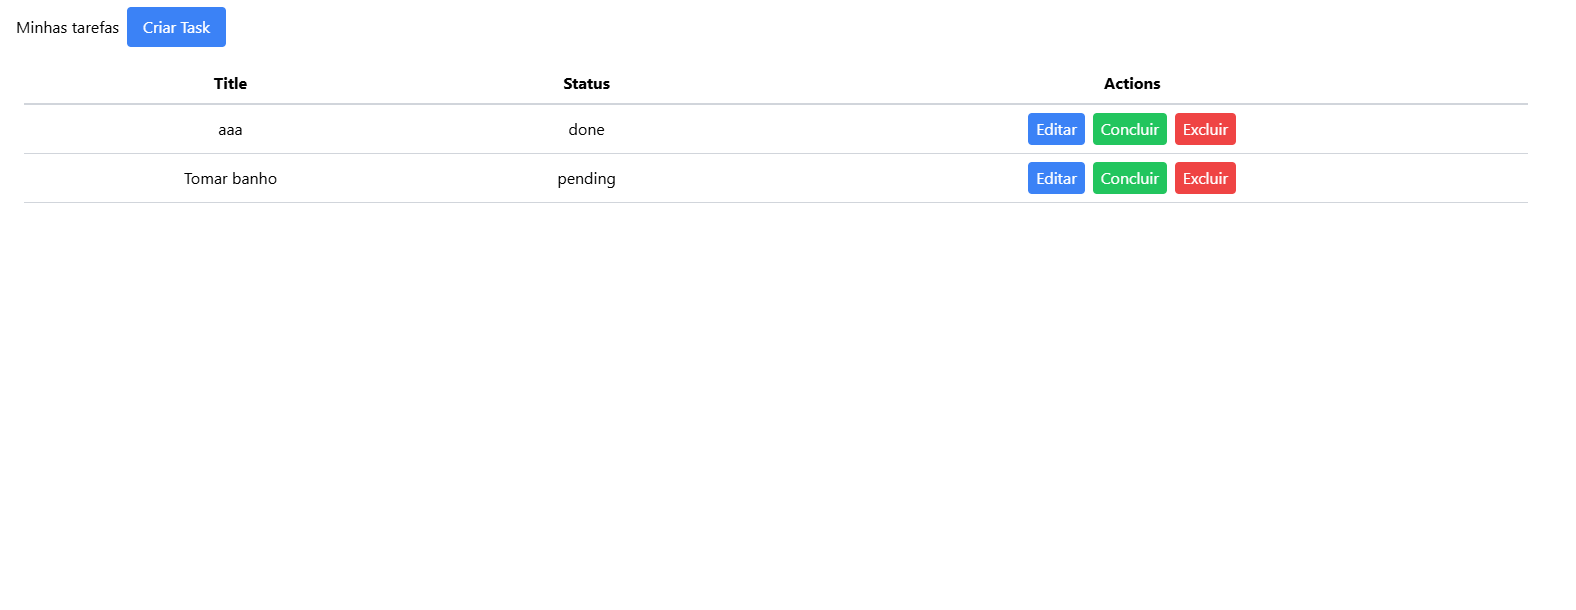 Minhas tarefas Criar Task
Title Status Actions
aaa done Editar Concluir Excluir
Tomar banho pending Editar Concluir Excluir